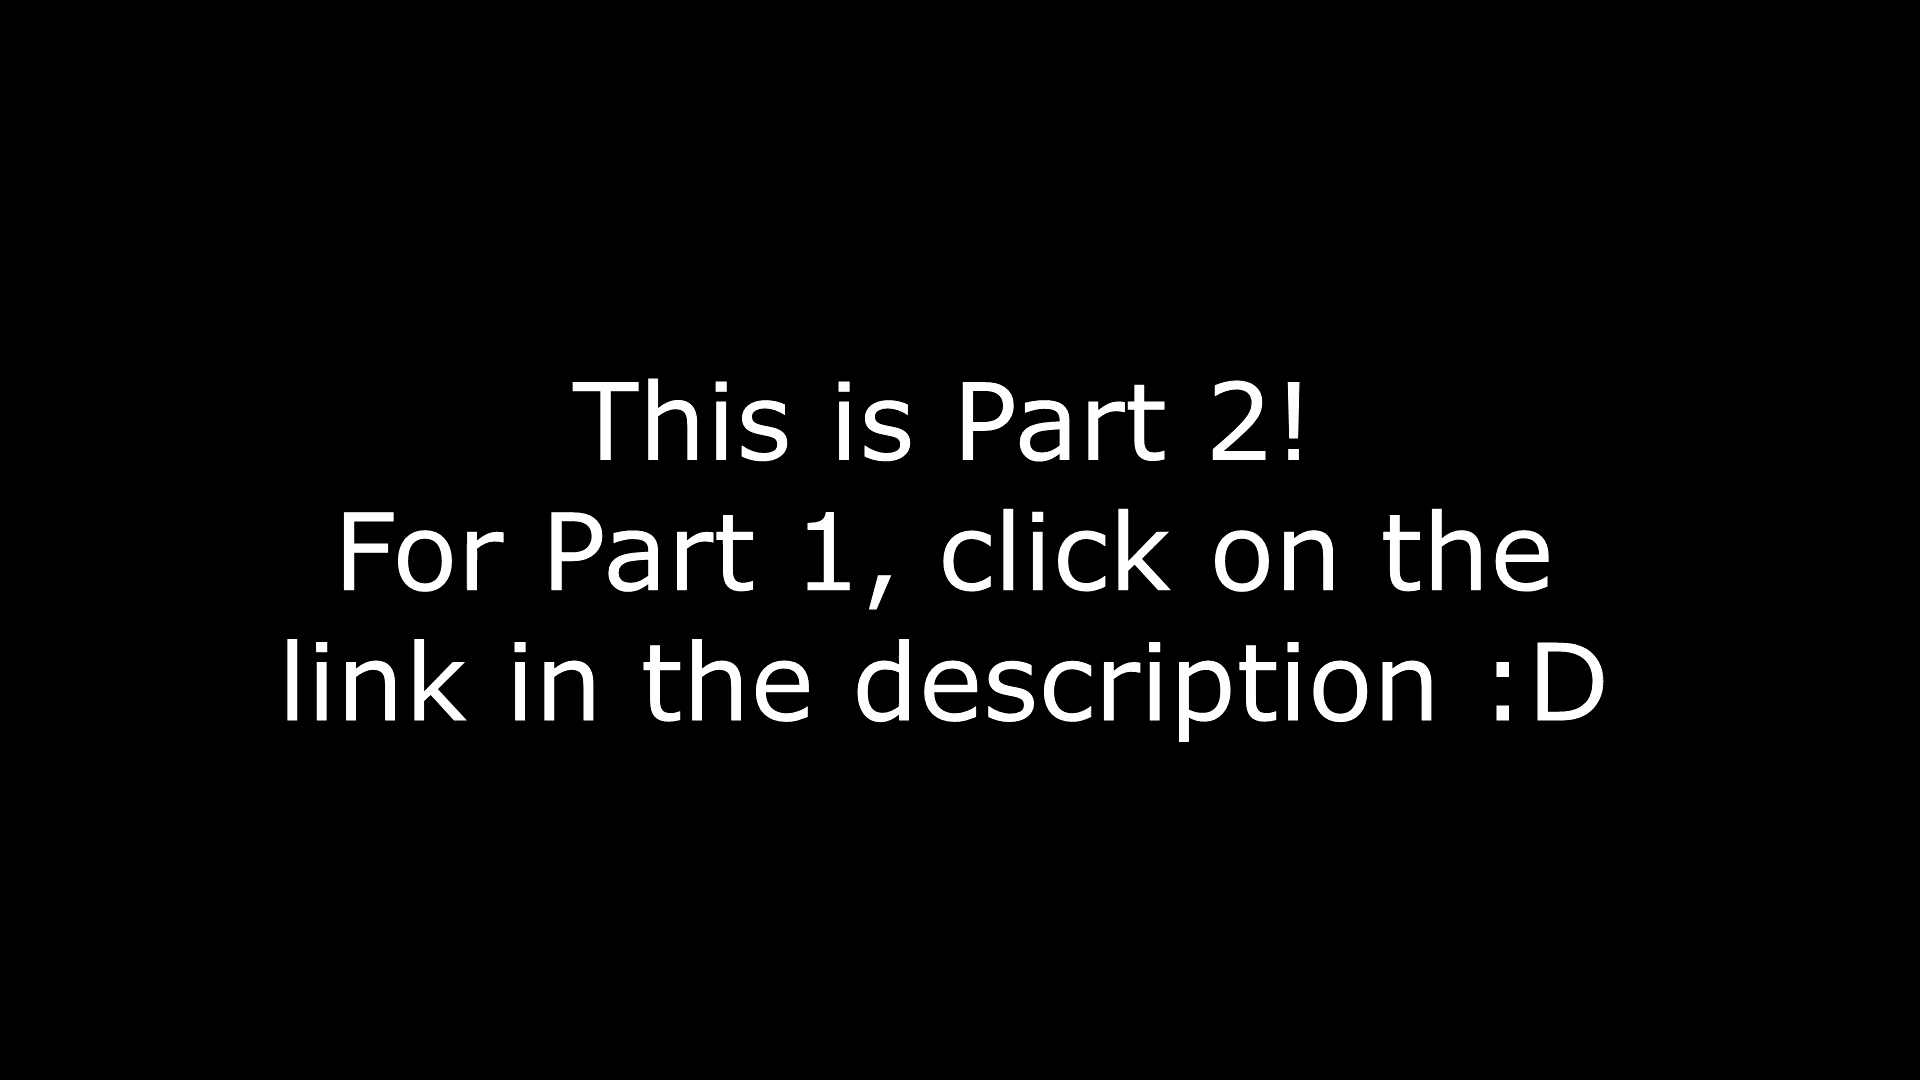 This is Part 2!
For Part 1, click on the
link in the description :D